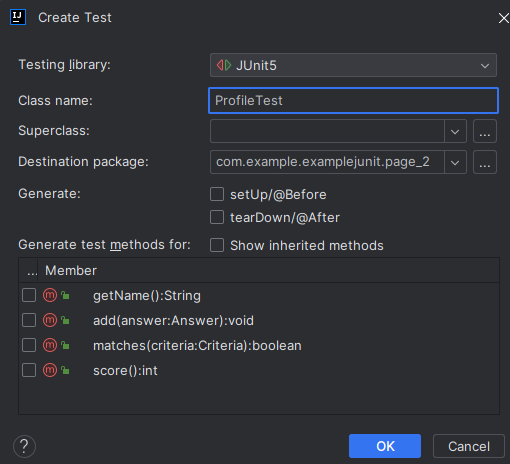 Create Test
Testing library: JUnit5
Class name: ProfileTest
Superclass: ...
Destination package: com.example.examplejunit.page_2 ...
Generate: setUp/@Before
tearDown/@After
Generate test methods for: Show inherited methods
... Member
m getName():String
m add(answer:Answer):void
m matches(criteria:Criteria):boolean
m score():int
? OK Cancel